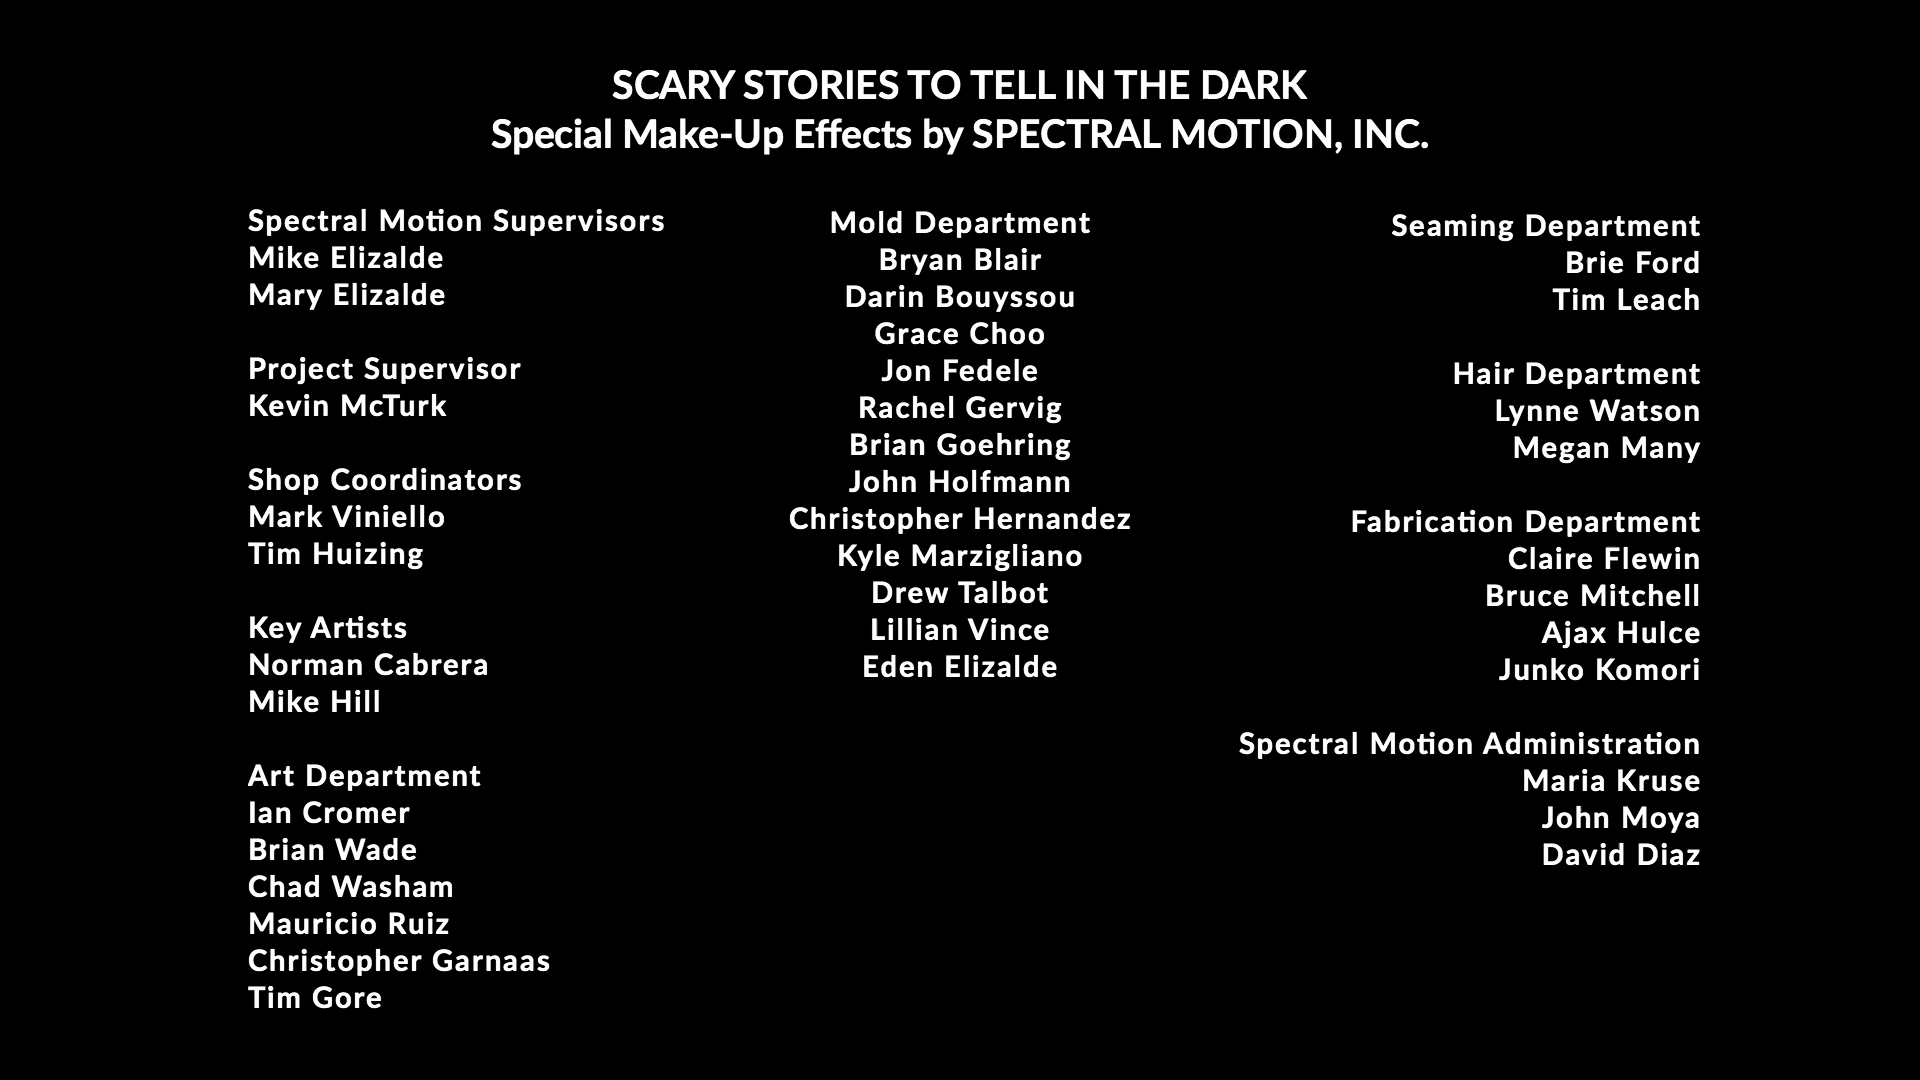 SCARY STORIES TO TELL IN THE DARK
Special Make-Up Effects by SPECTRAL MOTION, INC.
Spectral Motion Supervisors
Mike Elizalde
Mary Elizalde
Project Supervisor
Kevin McTurk
Shop Coordinators
Mark Viniello
Tim Huizing
Key Artists
Norman Cabrera
Mike Hill
Art Department
Ian Cromer
Brian Wade
Chad Washam
Mauricio Ruiz
Christopher Garnaas
Tim Gore
Mold Department
Bryan Blair
Darin Bouyssou
Grace Choo
Jon Fedele
Rachel Gervig
Brian Goehring
John Holfmann
Christopher Hernandez
Kyle Marzigliano
Drew Talbot
Lillian Vince
Eden Elizalde
Seaming Department
Brie Ford
Tim Leach
Hair Department
Lynne Watson
Megan Many
Fabrication Department
Claire Flewin
Bruce Mitchell
Ajax Hulce
Junko Komori
Spectral Motion Administration
Maria Kruse
John Moya
David Diaz